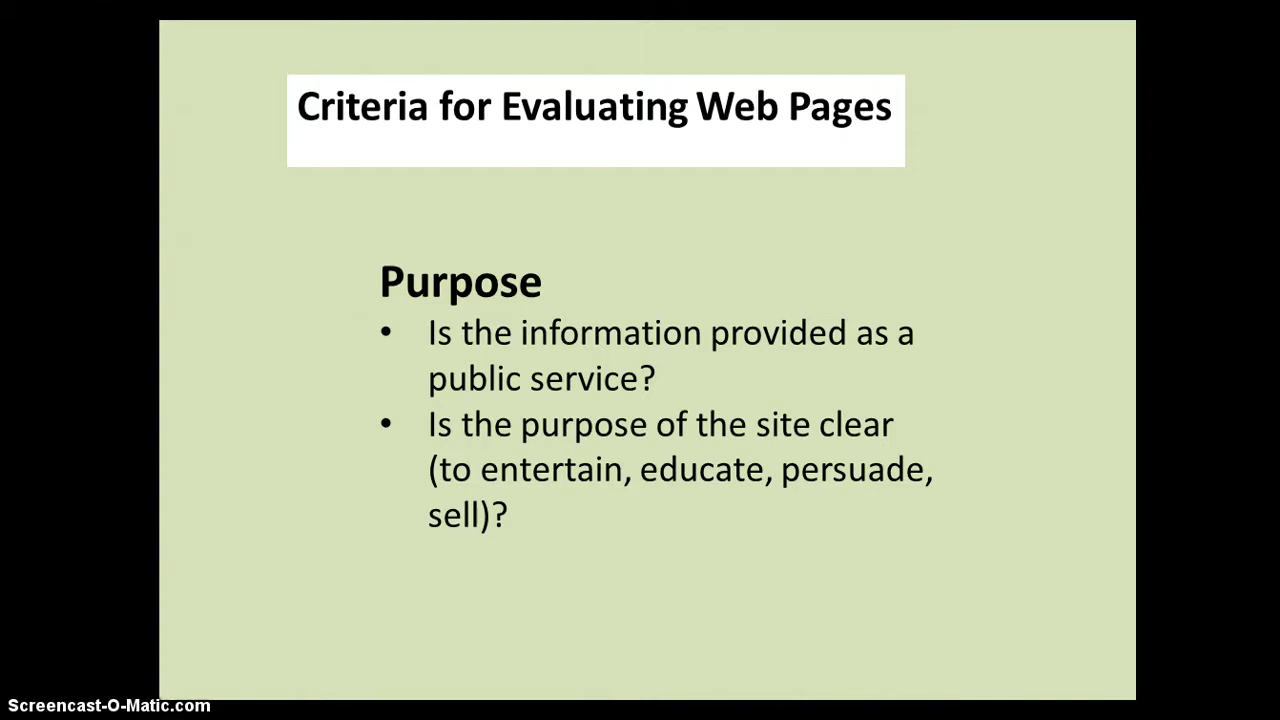 Criteria for Evaluating Web Pages
Purpose
• Is the information provided as a
public service?
• Is the purpose of the site clear
(to entertain, educate, persuade,
sell)?
Screencast-O-Matic.com